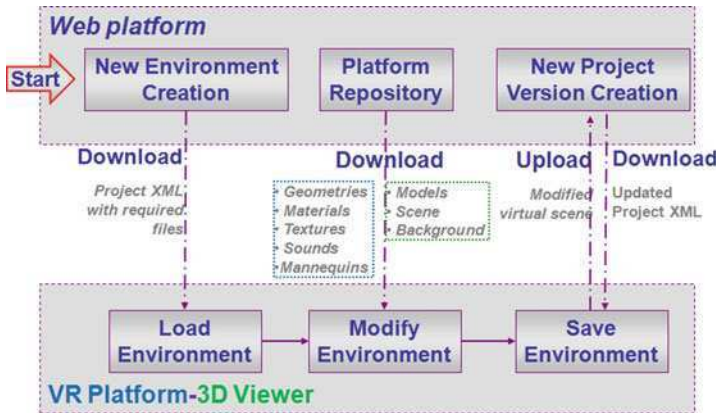 Web platform
Start
New Environment
Creation
Platform
Repository
New Project
Version Creation
Download
Project XML
with required
files
Download
• Geometries
• Materials
• Textures
• Sounds
• Mannequins
• Models
• Scene
• Background
Upload
Modified
virtual scene
Download
Updated
Project XML
Load
Environment
Modify
Environment
Save
Environment
VR Platform-3D Viewer